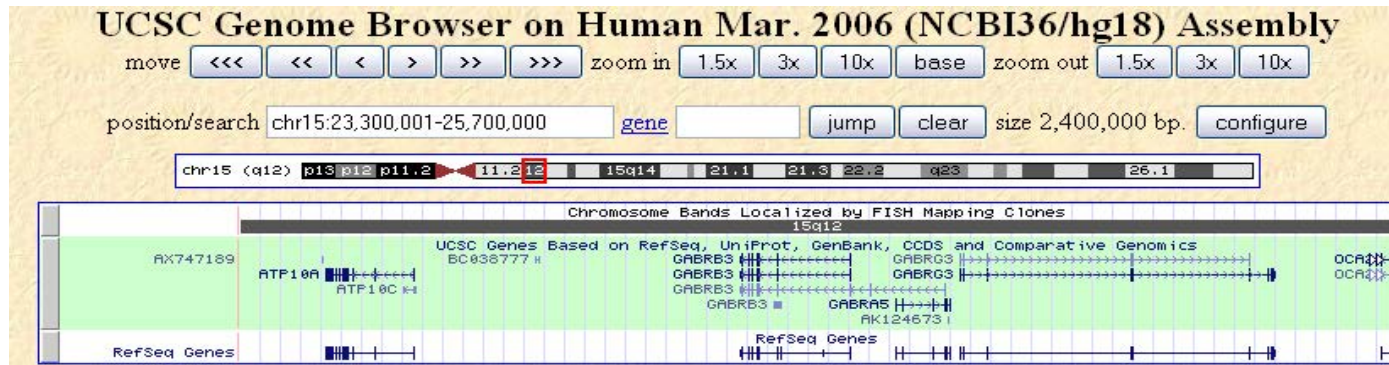 UCSC Genome Browser on Human Mar. 2006 (NCBI36/hg18) Assembly
move <<< << < > >> >>> zoom in 1.5x 3x 10x base zoom out 1.5x 3x 10x
position/search chr15:23,300,001-25,700,000 gene jump clear size 2,400,000 bp. configure
chr15 (q12) p13 p12 p11.2 11.2 12 15q14 21.1 21.3 22.2 q23 26.1
Chromosome Bands Localized by FISH Mapping Clones
15q12
UCSC Genes Based on RefSeq, UniProt, GenBank, CCDS and Comparative Genomics
AX747189 BC038777 GABRB3 GABRG3
ATP10A GABRB3 GABRG3
ATP10C GABRB3
GABRB3 GABRA5
AK124673
RefSeq Genes
RefSeq Genes